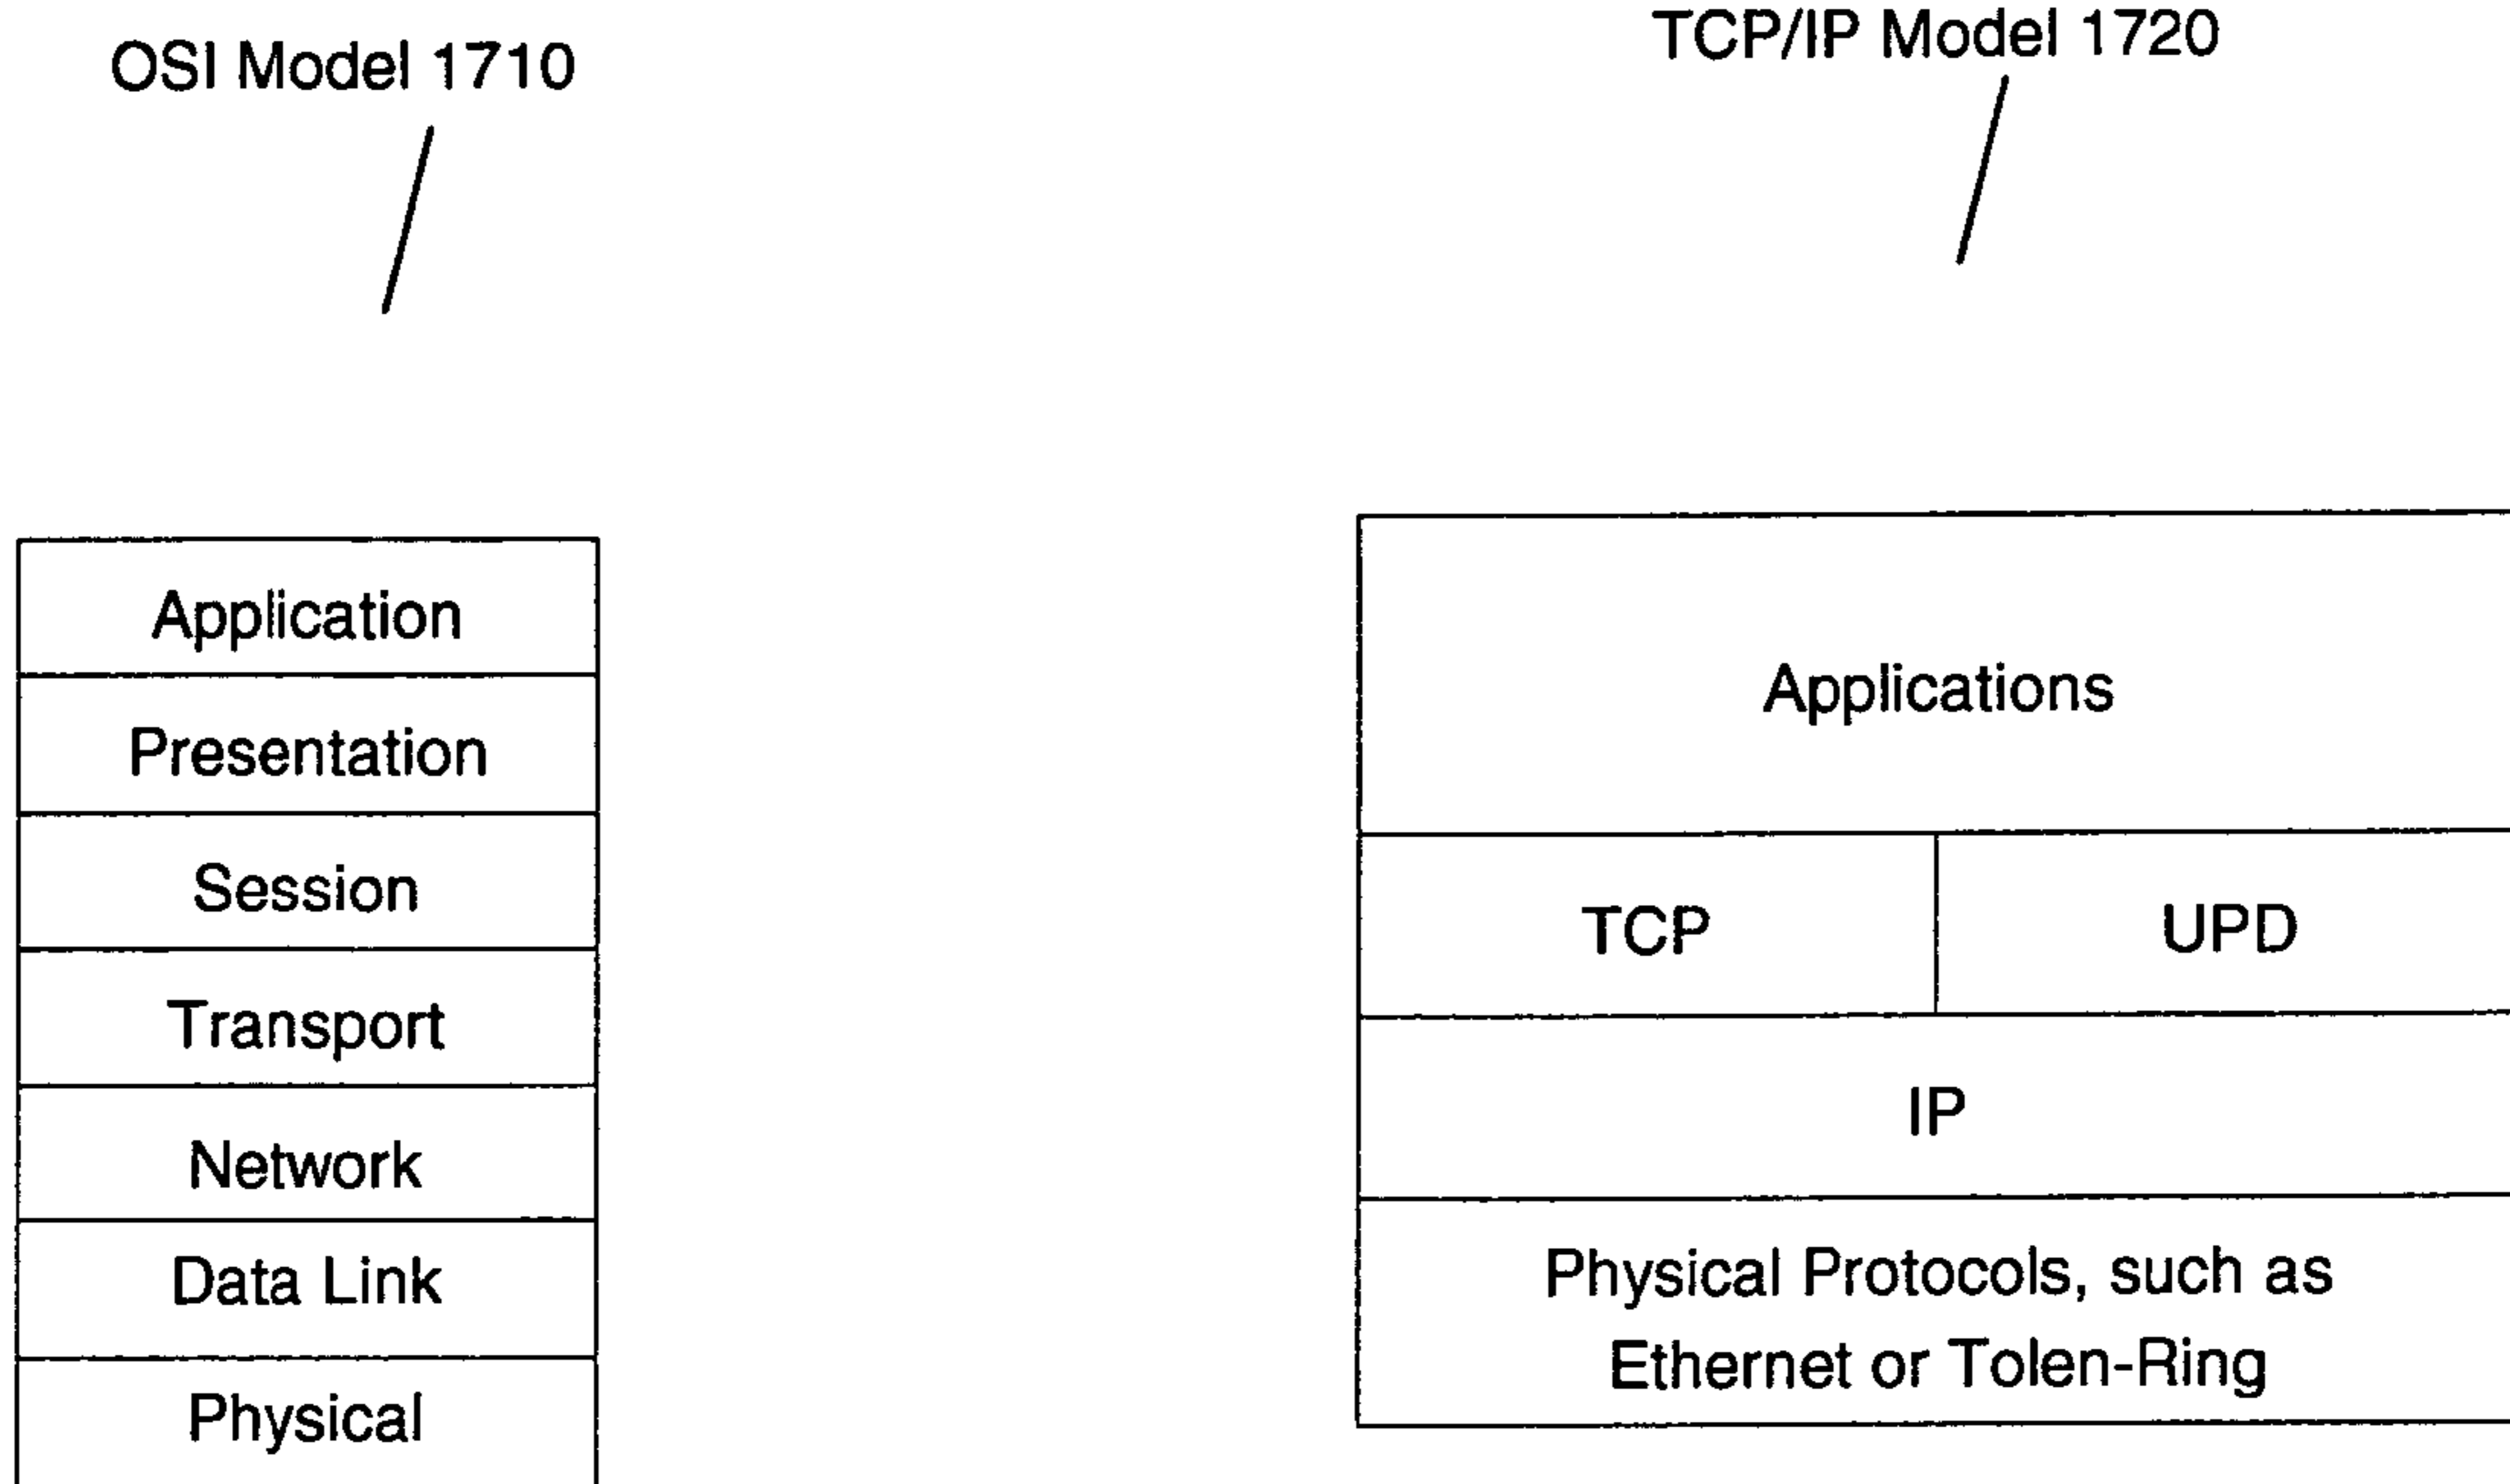 OSI Model 1710
Application
Presentation
Session
Transport
Network
Data Link
Physical
TCP/IP Model 1720
Applications
TCP
UPD
IP
Physical Protocols, such as
Ethernet or Tolen-Ring